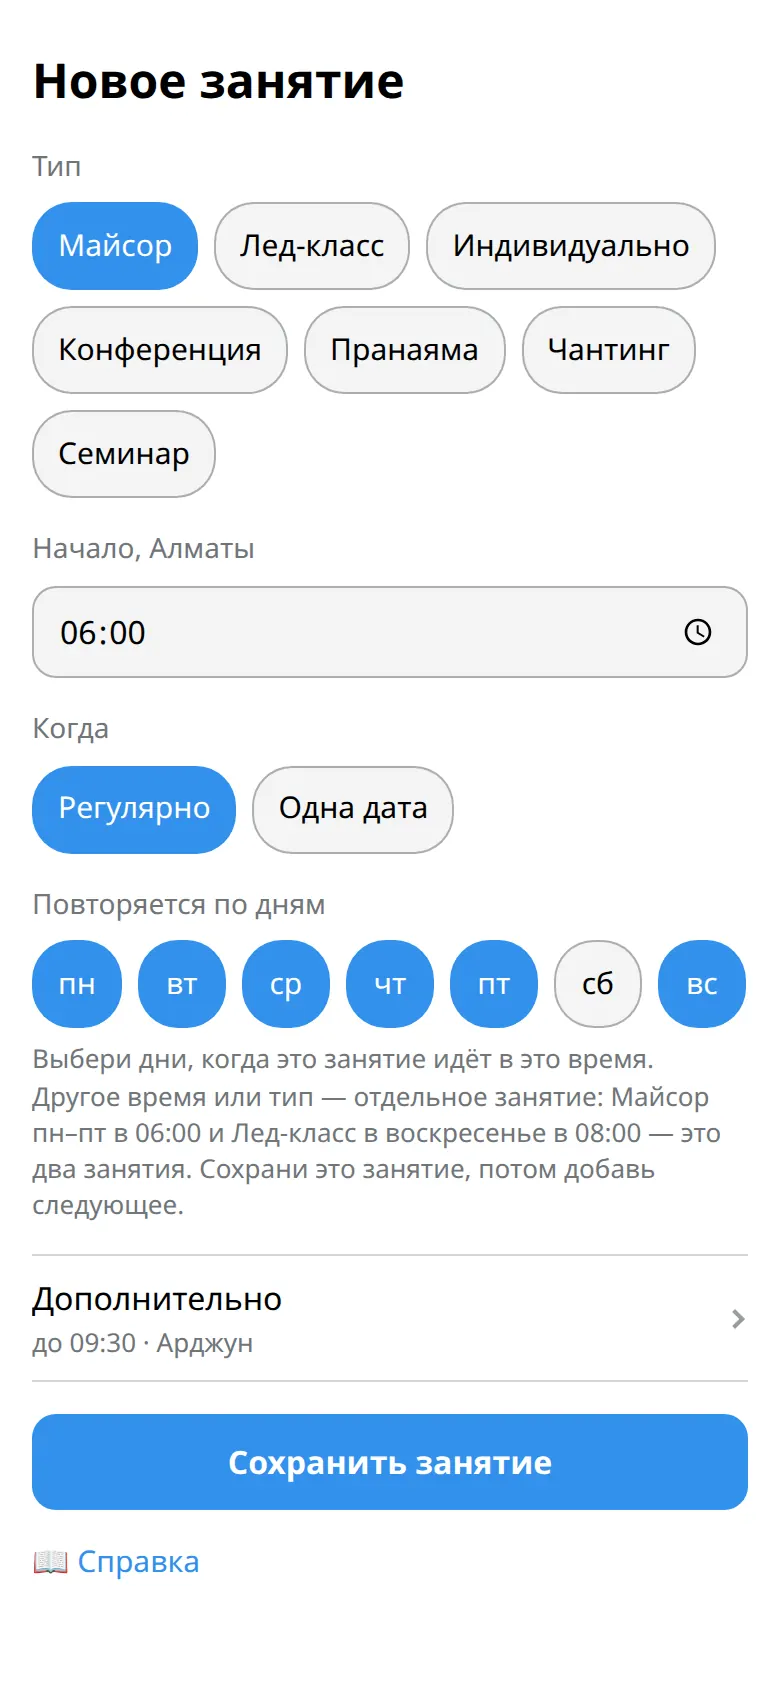 Новое занятие
Тип
Майсор Лед-класс Индивидуально
Конференция Пранаяма Чантинг
Семинар
Начало, Алматы
06:00
Когда
Регулярно Одна дата
Повторяется по дням
пн вт ср чт пт сб вс
Выбери дни, когда это занятие идёт в это время.
Другое время или тип — отдельное занятие: Майсор
пн–пт в 06:00 и Лед-класс в воскресенье в 08:00 — это
два занятия. Сохрани это занятие, потом добавь
следующее.
Дополнительно
до 09:30 · Арджун
Сохранить занятие
📖 Справка